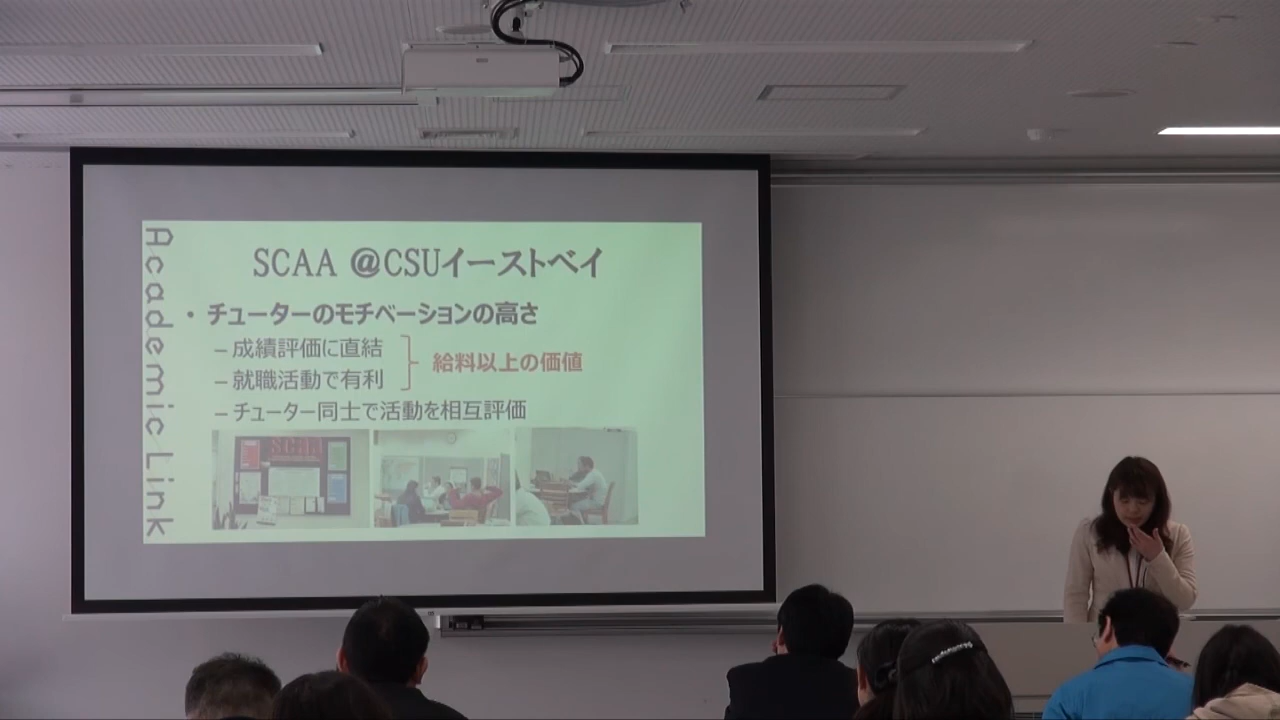 SCAA @CSUイーストベイ
Academic Link
・チューターのモチベーションの高さ
–成績評価に直結
–就職活動で有利
給料以上の価値
–チューター同士で活動を相互評価
SCAA